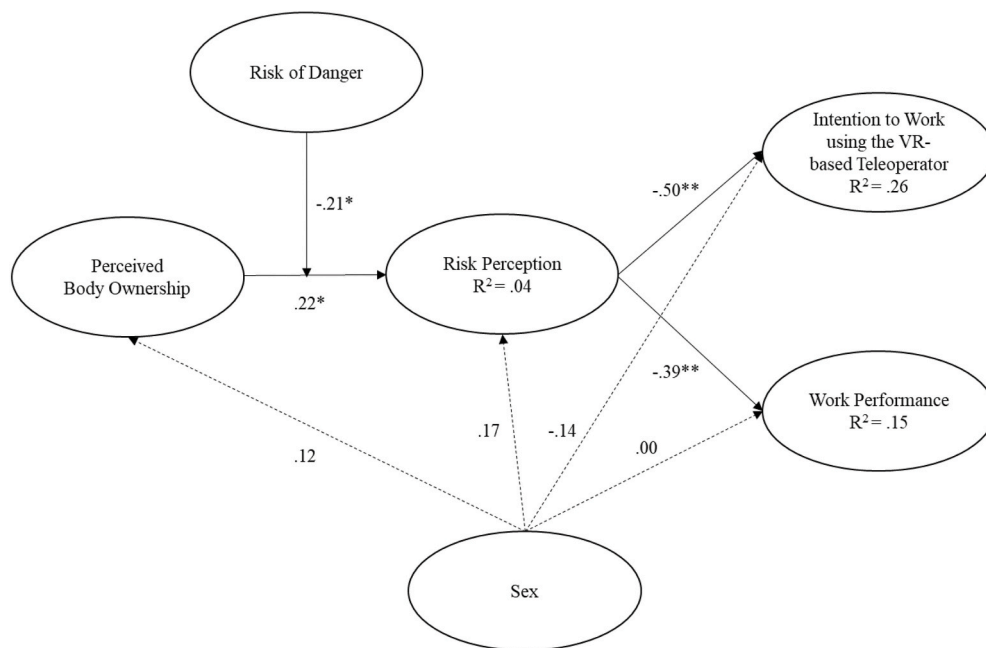 Risk of Danger
Intention to Work
using the VR-
based Teleoperator
R² = .26
-.21*
-.50**
Perceived
Body Ownership
Risk Perception
R² = .04
.22*
-.39**
Work Performance
R² = .15
.12
.17
-.14
.00
Sex